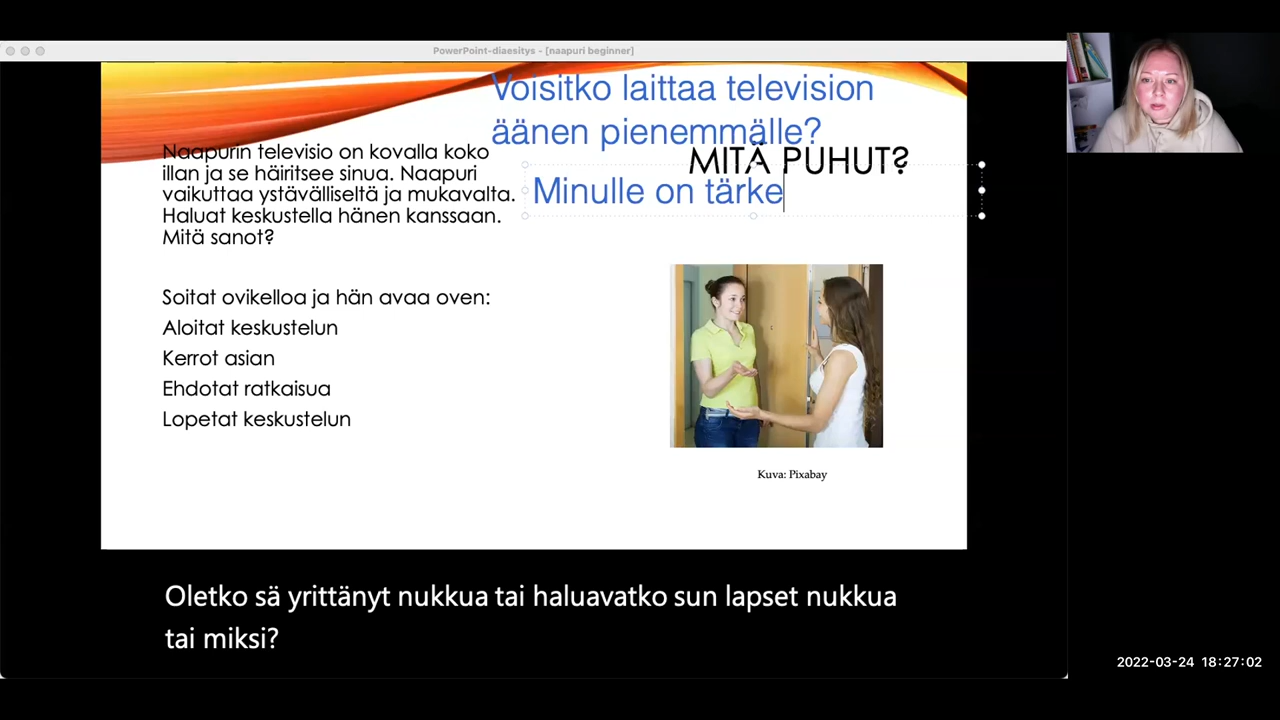 PowerPoint-diaesitys - [naapuri beginner]
Voisitko laittaa television
äänen pienemmälle?
MITÄ PUHUT?
Minulle on tärke
Naapurin televisio on kovalla koko
illan ja se häiritsee sinua. Naapuri
vaikuttaa ystävälliseltä ja mukavalta.
Haluat keskustella hänen kanssaan.
Mitä sanot?
Soitat ovikelloa ja hän avaa oven:
Aloitat keskustelun
Kerrot asian
Ehdotat ratkaisua
Lopetat keskustelun
Kuva: Pixabay
Oletko sä yrittänyt nukkua tai haluavatko sun lapset nukkua
tai miksi?
2022-03-24 18:27:02